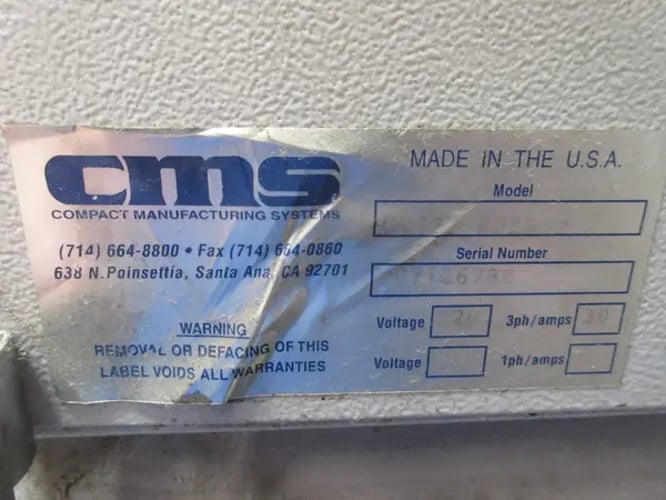 cms
COMPACT MANUFACTURING SYSTEMS
(714) 664-8800 • Fax (714) 664-0860
638 N. Poinsettia, Santa Ana, CA 92701
WARNING
REMOVAL OR DEFACING OF THIS
LABEL VOIDS ALL WARRANTIES
MADE IN THE U.S.A.
Model
Serial Number
Voltage 3ph/amps 30
Voltage 1ph/amps